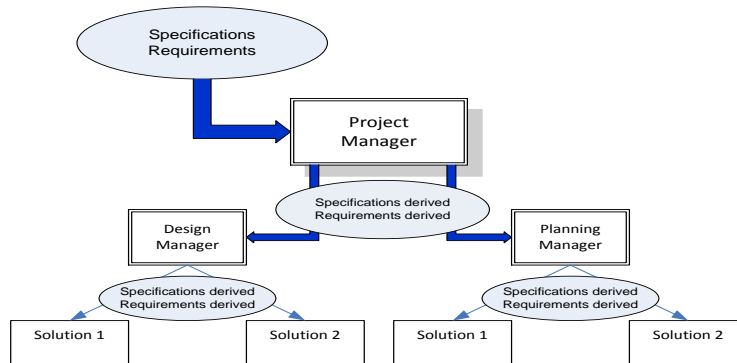 Specifications
Requirements
Project
Manager
Specifications derived
Requirements derived
Design
Manager
Planning
Manager
Specifications derived
Requirements derived
Specifications derived
Requirements derived
Solution 1
Solution 2
Solution 1
Solution 2